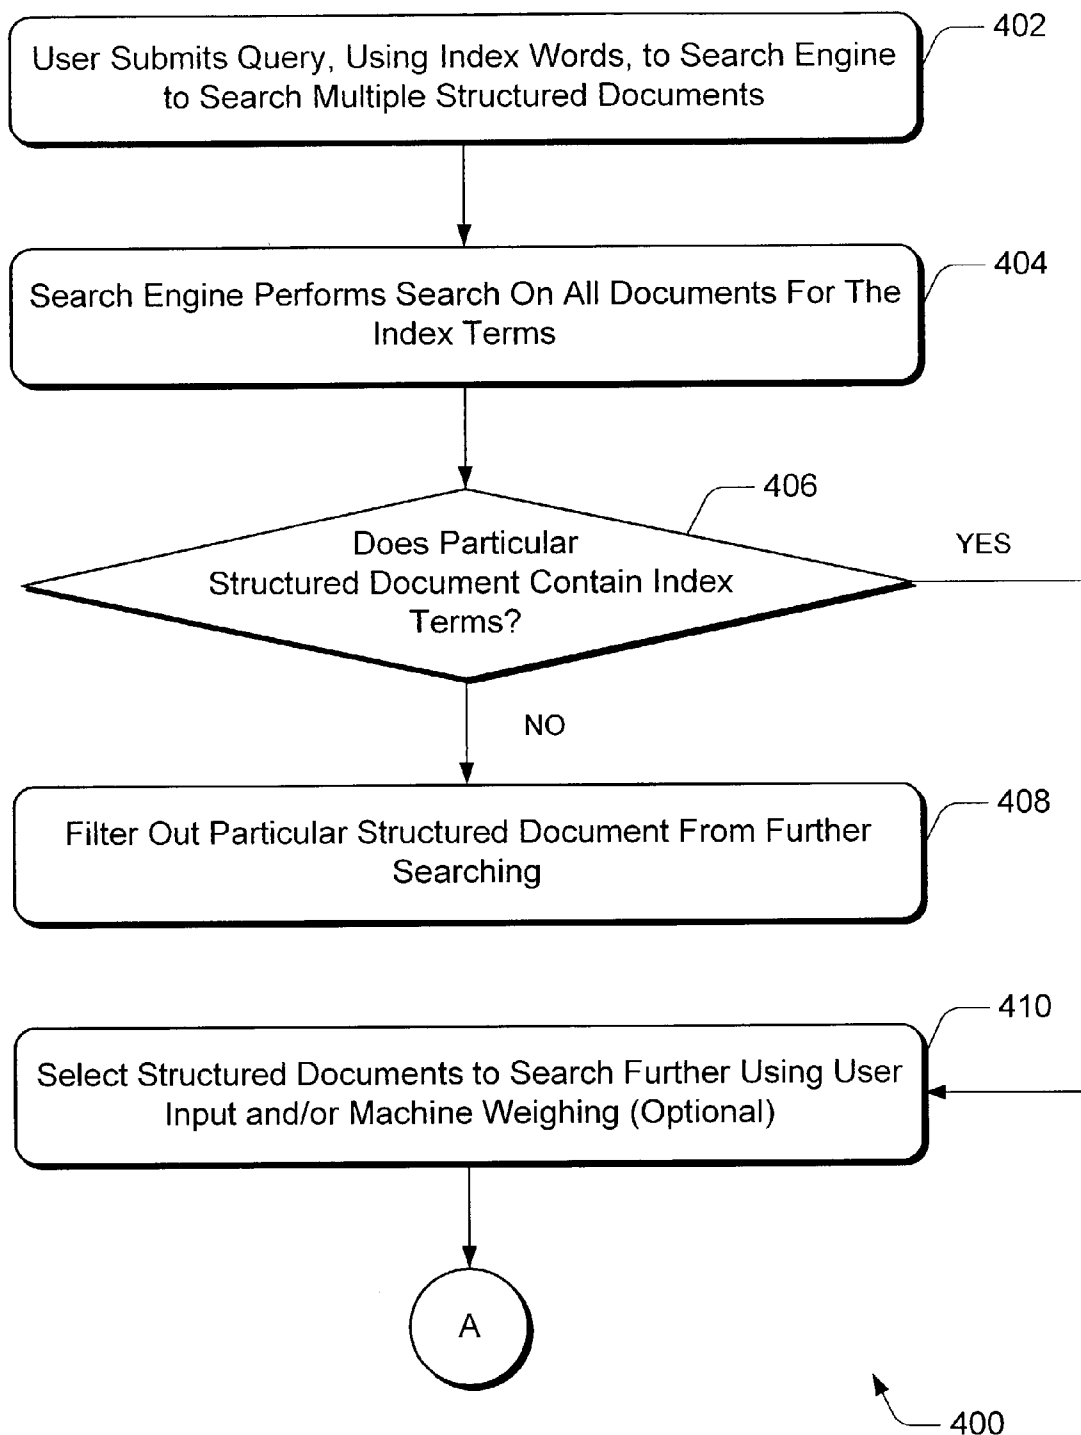 402
User Submits Query, Using Index Words, to Search Engine
to Search Multiple Structured Documents
404
Search Engine Performs Search On All Documents For The
Index Terms
406
Does Particular
Structured Document Contain Index
Terms?
YES
NO
408
Filter Out Particular Structured Document From Further
Searching
410
Select Structured Documents to Search Further Using User
Input and/or Machine Weighing (Optional)
A
400